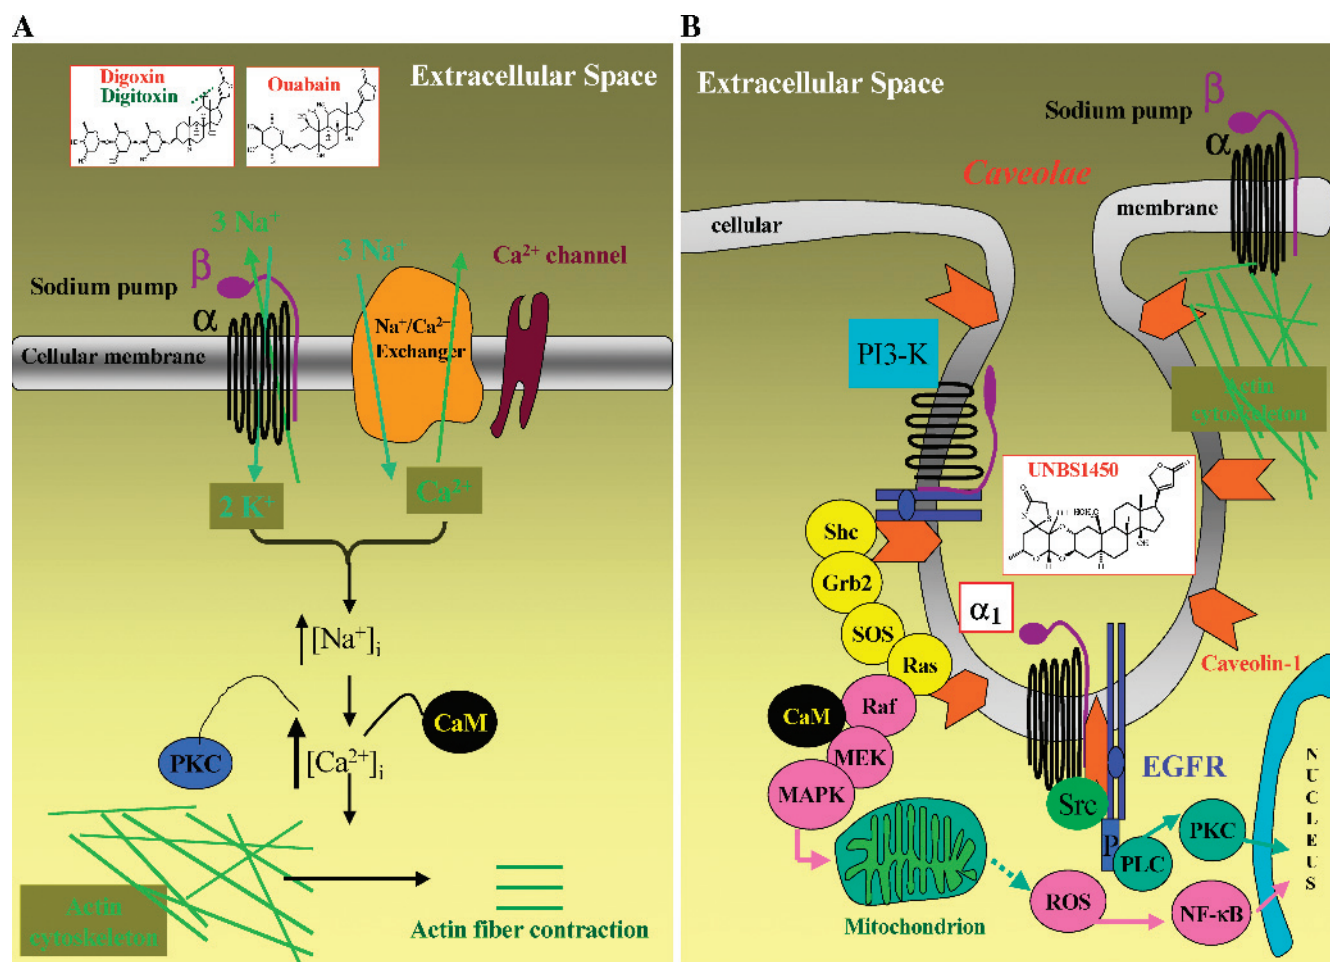 A
Digoxin
Digitoxin
Ouabain
Extracellular Space
3 Na⁺
3 Na⁺
Ca²⁺ channel
β
Sodium pump
α
Na⁺/Ca²⁺
Exchanger
Cellular membrane
2 K⁺
Ca²⁺
[Na⁺]i
CaM
PKC
[Ca²⁺]i
Actin
cytoskeleton
Actin fiber contraction
B
Extracellular Space
β
Sodium pump
α
Caveolae
cellular
membrane
PI3-K
Actin
cytoskeleton
UNBS1450
Shc
Grb2
α1
SOS
Ras
Caveolin-1
Raf
CaM
MEK
MAPK
EGFR
Src
NUCLEUS
P
PLC
PKC
ROS
NF-κB
Mitochondrion